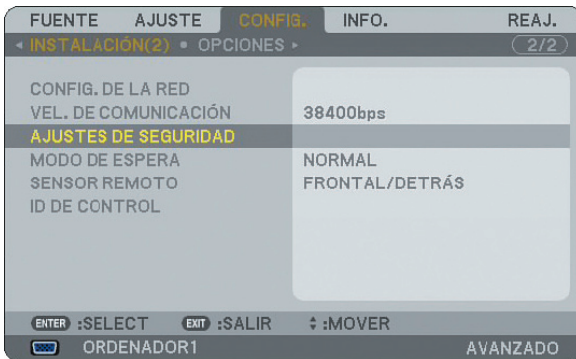 FUENTE AJUSTE CONFIG. INFO. REAJ.
INSTALACIÓN(2) • OPCIONES 2/2
CONFIG. DE LA RED
VEL. DE COMUNICACIÓN 38400bps
AJUSTES DE SEGURIDAD
MODO DE ESPERA NORMAL
SENSOR REMOTO FRONTAL/DETRÁS
ID DE CONTROL
ENTER :SELECT EXIT :SALIR :MOVER
ORDENADOR1 AVANZADO